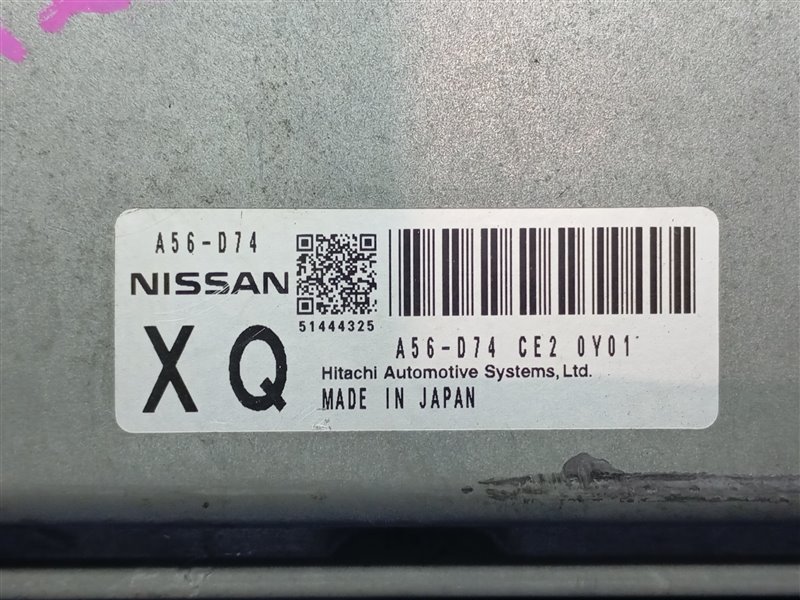 A56-D74
NISSAN
X Q
51444325
A56-D74 CE2 0Y01
Hitachi Automotive Systems, Ltd.
MADE IN JAPAN